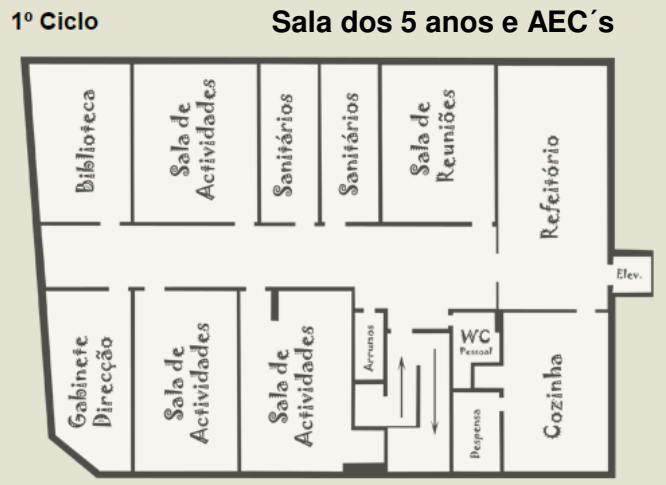 1º Ciclo
Sala dos 5 anos e AEC´s
Biblioteca
Sala de
Actividades
Sanitários
Sanitários
Sala de
Reuniões
Refeitório
Elev.
Gabinete
Direcção
Sala de
Actividades
Sala de
Actividades
Arrumos
WC
Pessoal
Despensa
Cozinha